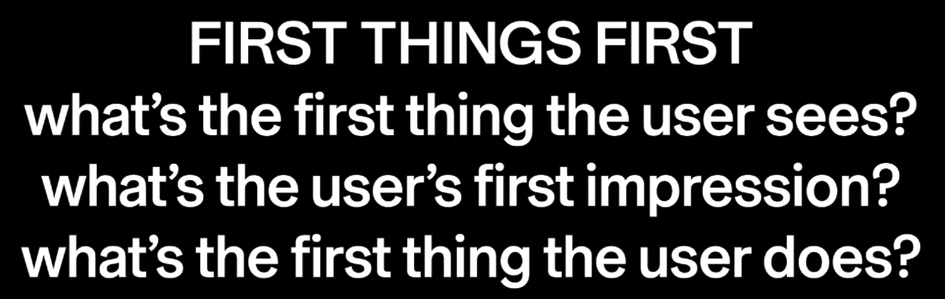 FIRST THINGS FIRST
what’s the first thing the user sees?
what’s the user’s first impression?
what’s the first thing the user does?